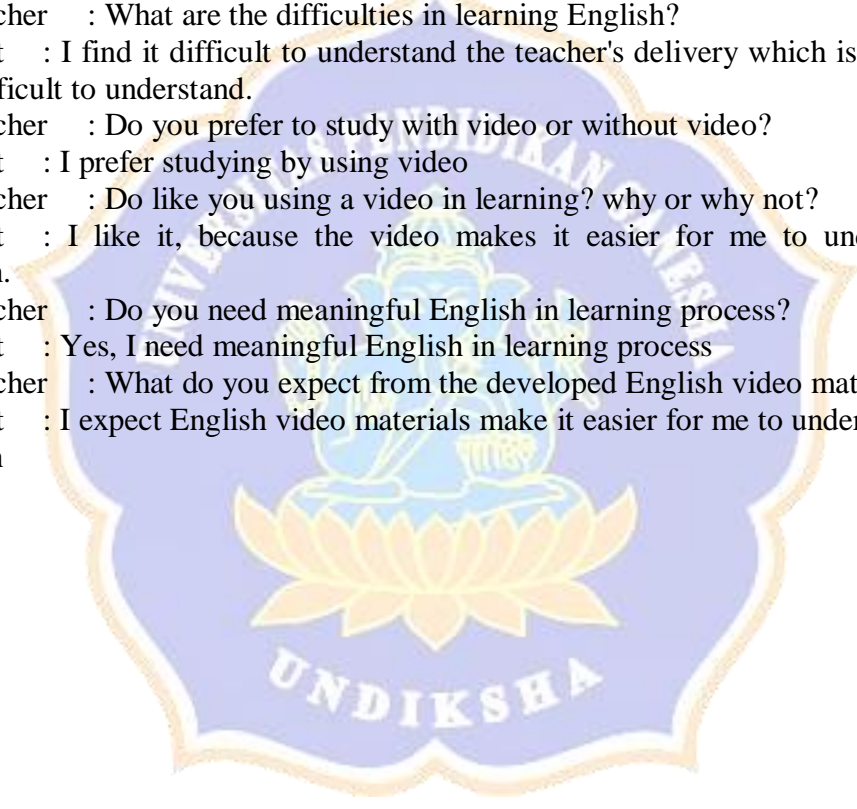 cher : What are the difficulties in learning English?
t : I find it difficult to understand the teacher's delivery which is
ficult to understand.
cher : Do you prefer to study with video or without video?
t : I prefer studying by using video
cher : Do like you using a video in learning? why or why not?
t : I like it, because the video makes it easier for me to und
n.
cher : Do you need meaningful English in learning process?
t : Yes, I need meaningful English in learning process
cher : What do you expect from the developed English video mat
t : I expect English video materials make it easier for me to under
n
UNIVERSITAS PENDIDIKAN GANESHA
UNDIKSHA